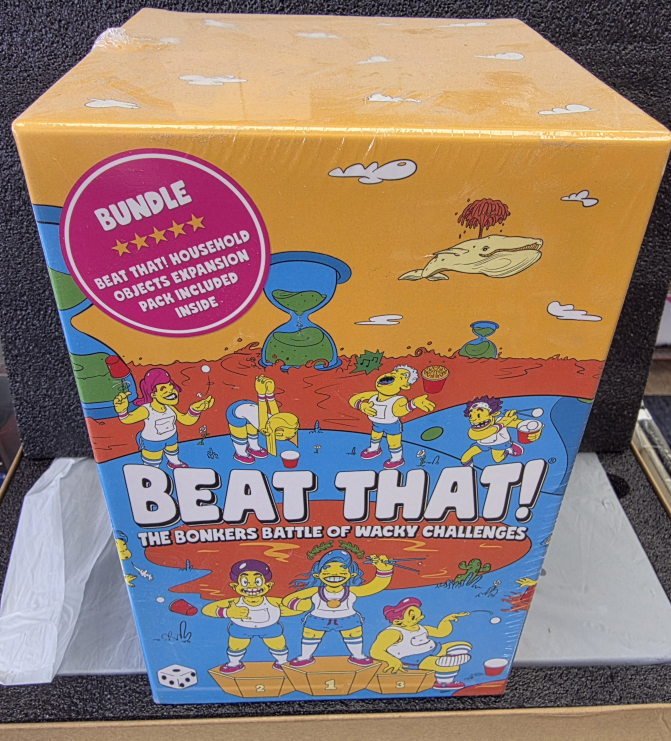 BUNDLE
BEAT THAT! HOUSEHOLD
OBJECTS EXPANSION
PACK INCLUDED
INSIDE
BEAT THAT!®
THE BONKERS BATTLE OF WACKY CHALLENGES
2 1 3